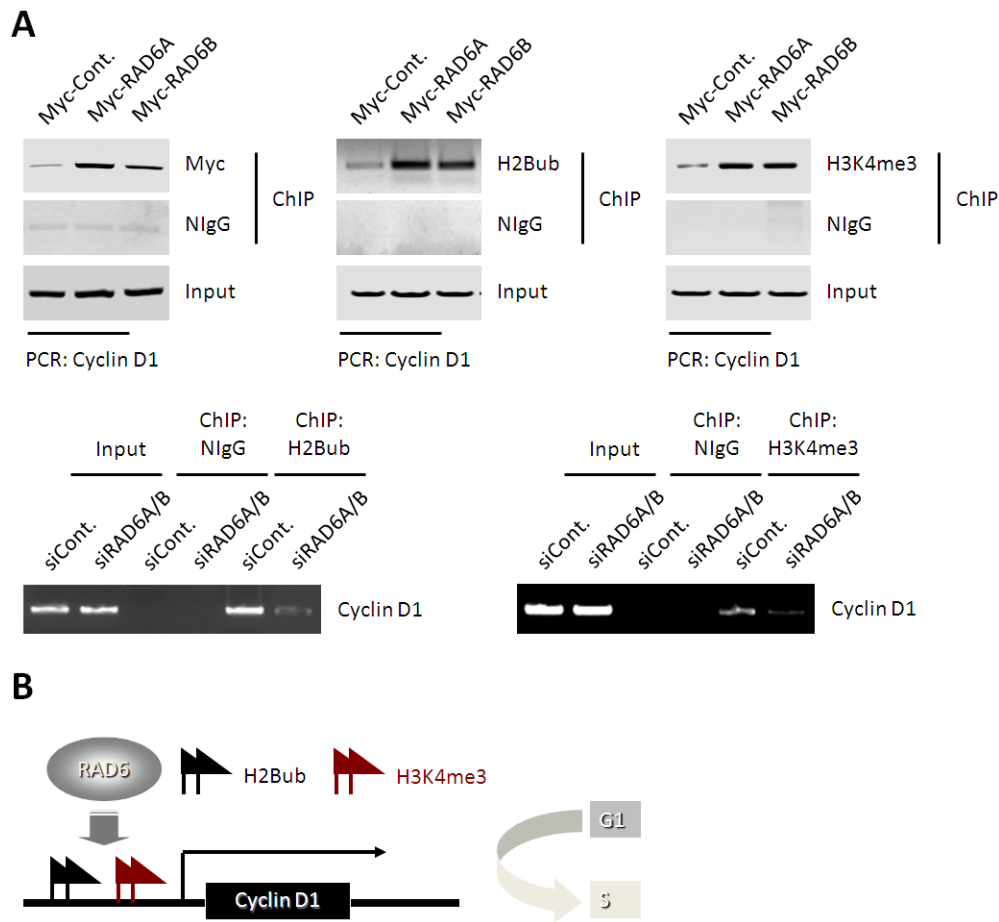 A
Myc-Cont.
Myc-RAD6A
Myc-RAD6B
Myc
NIgG
ChIP
Input
PCR: Cyclin D1
Myc-Cont.
Myc-RAD6A
Myc-RAD6B
H2Bub
NIgG
ChIP
Input
PCR: Cyclin D1
Myc-Cont.
Myc-RAD6A
Myc-RAD6B
H3K4me3
NIgG
ChIP
Input
PCR: Cyclin D1
Input
ChIP:
NIgG
ChIP:
H2Bub
siCont.
siRAD6A/B
siCont.
siRAD6A/B
siCont.
siRAD6A/B
Cyclin D1
Input
ChIP:
NIgG
ChIP:
H3K4me3
siCont.
siRAD6A/B
siCont.
siRAD6A/B
siCont.
siRAD6A/B
Cyclin D1
B
RAD6
H2Bub
H3K4me3
G1
Cyclin D1
S